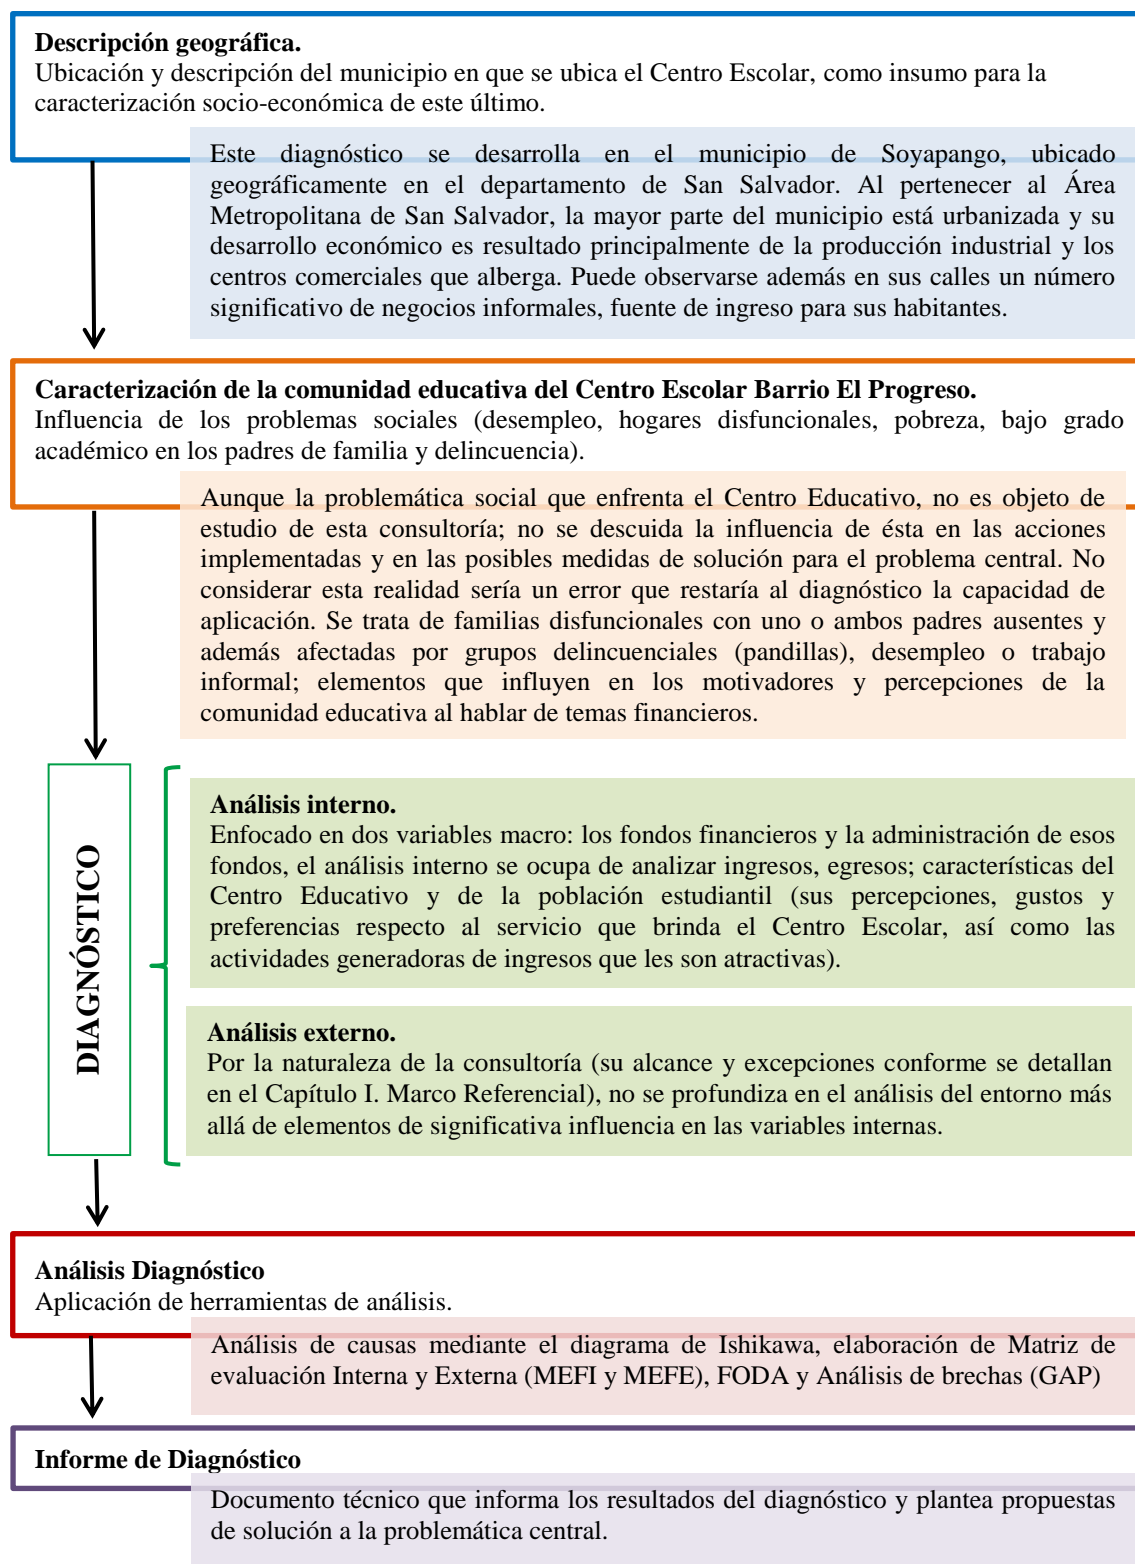 Descripción geográfica.
Ubicación y descripción del municipio en que se ubica el Centro Escolar, como insumo para la
caracterización socio-económica de este último.
Este diagnóstico se desarrolla en el municipio de Soyapango, ubicado
geográficamente en el departamento de San Salvador. Al pertenecer al Área
Metropolitana de San Salvador, la mayor parte del municipio está urbanizada y su
desarrollo económico es resultado principalmente de la producción industrial y los
centros comerciales que alberga. Puede observarse además en sus calles un número
significativo de negocios informales, fuente de ingreso para sus habitantes.
Caracterización de la comunidad educativa del Centro Escolar Barrio El Progreso.
Influencia de los problemas sociales (desempleo, hogares disfuncionales, pobreza, bajo grado
académico en los padres de familia y delincuencia).
Aunque la problemática social que enfrenta el Centro Educativo, no es objeto de
estudio de esta consultoría; no se descuida la influencia de ésta en las acciones
implementadas y en las posibles medidas de solución para el problema central. No
considerar esta realidad sería un error que restaría al diagnóstico la capacidad de
aplicación. Se trata de familias disfuncionales con uno o ambos padres ausentes y
además afectadas por grupos delincuenciales (pandillas), desempleo o trabajo
informal; elementos que influyen en los motivadores y percepciones de la
comunidad educativa al hablar de temas financieros.
DIAGNÓSTICO
Análisis interno.
Enfocado en dos variables macro: los fondos financieros y la administración de esos
fondos, el análisis interno se ocupa de analizar ingresos, egresos; características del
Centro Educativo y de la población estudiantil (sus percepciones, gustos y
preferencias respecto al servicio que brinda el Centro Escolar, así como las
actividades generadoras de ingresos que les son atractivas).
Análisis externo.
Por la naturaleza de la consultoría (su alcance y excepciones conforme se detallan
en el Capítulo I. Marco Referencial), no se profundiza en el análisis del entorno más
allá de elementos de significativa influencia en las variables internas.
Análisis Diagnóstico
Aplicación de herramientas de análisis.
Análisis de causas mediante el diagrama de Ishikawa, elaboración de Matriz de
evaluación Interna y Externa (MEFI y MEFE), FODA y Análisis de brechas (GAP)
Informe de Diagnóstico
Documento técnico que informa los resultados del diagnóstico y plantea propuestas
de solución a la problemática central.